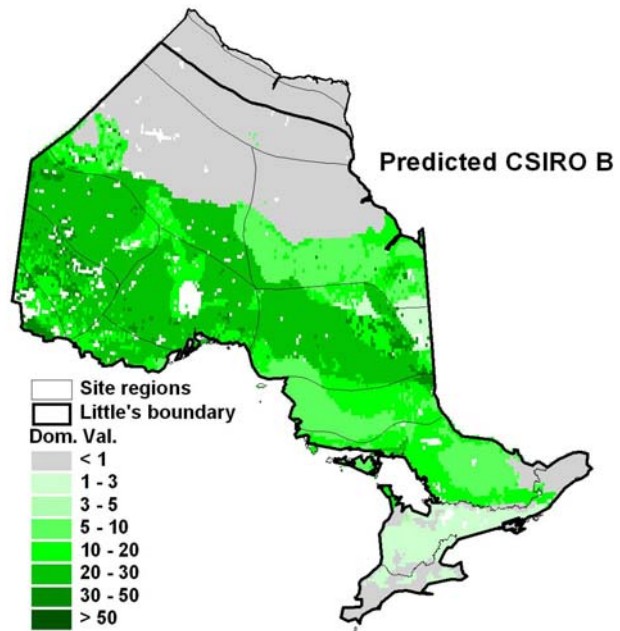 Predicted CSIRO B
Site regions
Little's boundary
Dom. Val.
< 1
1 - 3
3 - 5
5 - 10
10 - 20
20 - 30
30 - 50
> 50